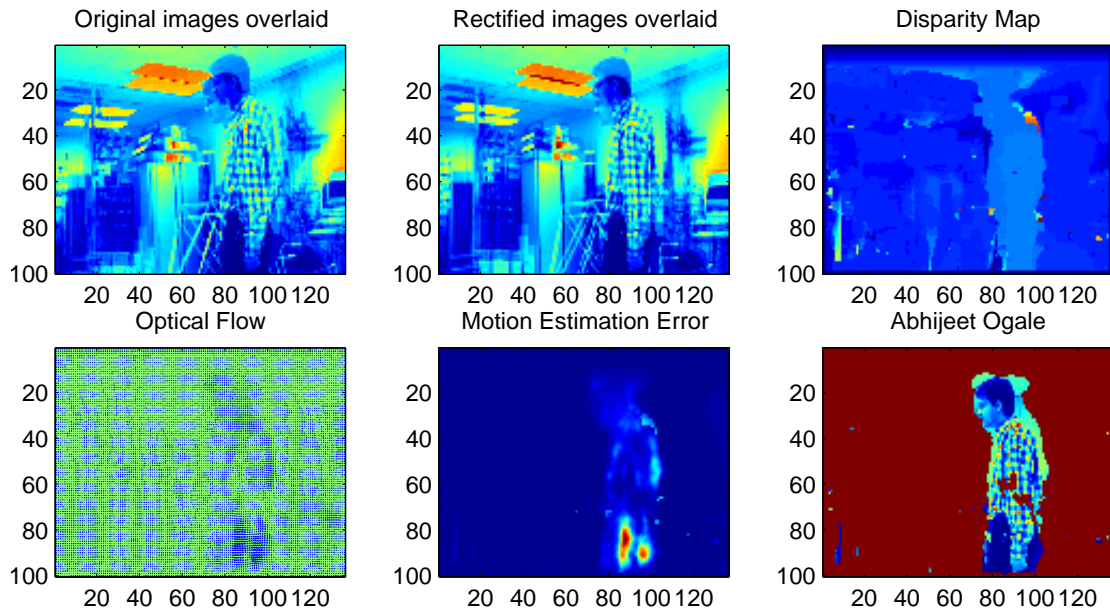 Original images overlaid
Rectified images overlaid
Disparity Map
20
40
60
80
100
20 40 60 80 100 120
20
40
60
80
100
20 40 60 80 100 120
20
40
60
80
100
20 40 60 80 100 120
Optical Flow
Motion Estimation Error
Abhijeet Ogale
20
40
60
80
100
20 40 60 80 100 120
20
40
60
80
100
20 40 60 80 100 120
20
40
60
80
100
20 40 60 80 100 120